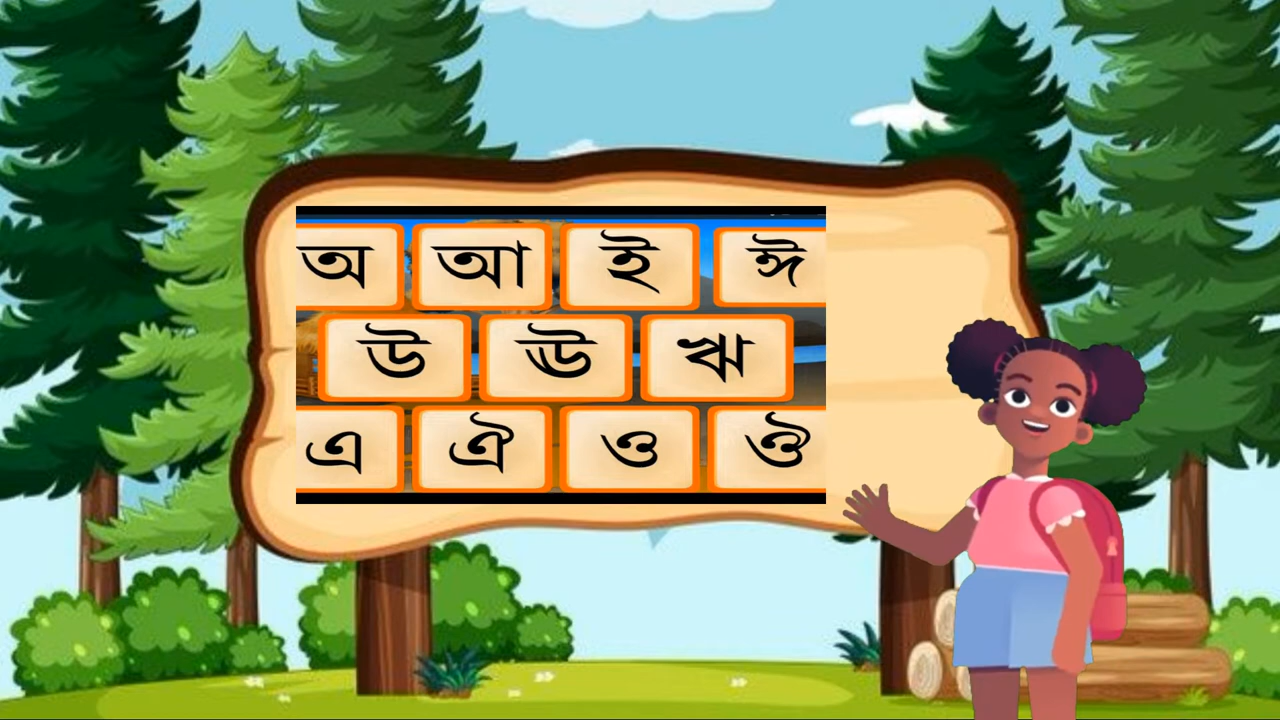 অ আ ই ঈ
উ ঊ ঋ
এ ঐ ও ঔ